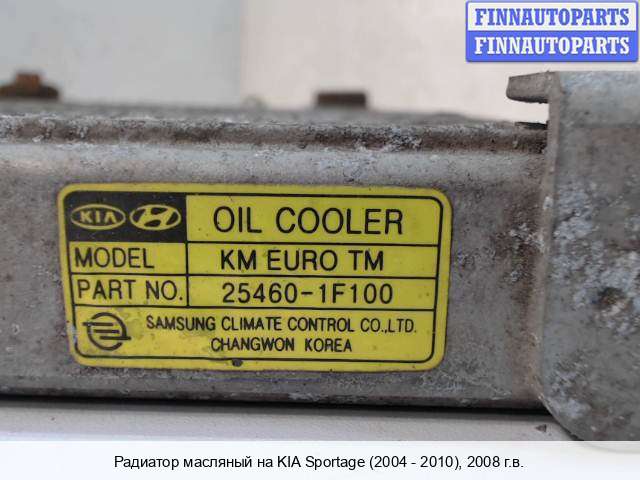 FINNAUTOPARTS
FINNAUTOPARTS
KIA OIL COOLER
MODEL KM EURO TM
PART NO. 25460-1F100
SAMSUNG CLIMATE CONTROL CO.,LTD.
CHANGWON KOREA
Радиатор масляный на KIA Sportage (2004 - 2010), 2008 г.в.